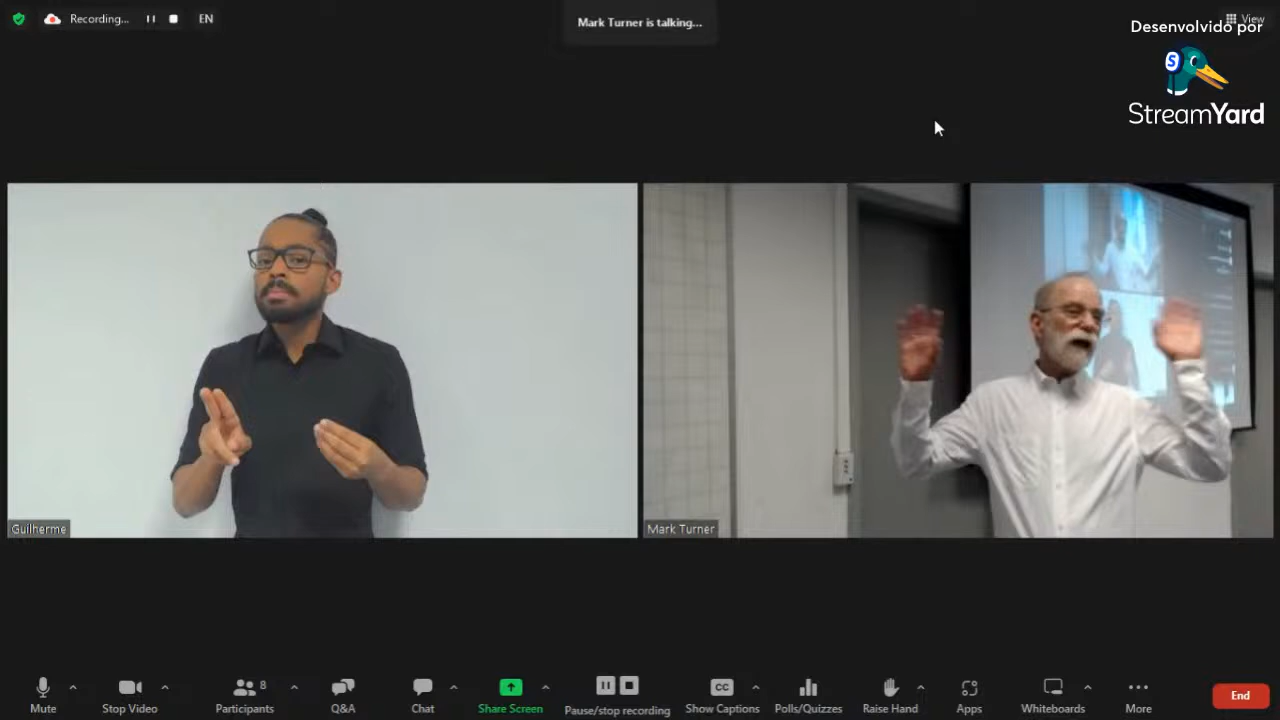 Recording...
EN
Mark Turner is talking...
View
Desenvolvido por
S
StreamYard
Guilherme
Mark Turner
Mute
Stop Video
8
Participants
Q&A
Chat
Share Screen
Pause/stop recording
CC
Show Captions
Polls/Quizzes
Raise Hand
Apps
Whiteboards
More
End